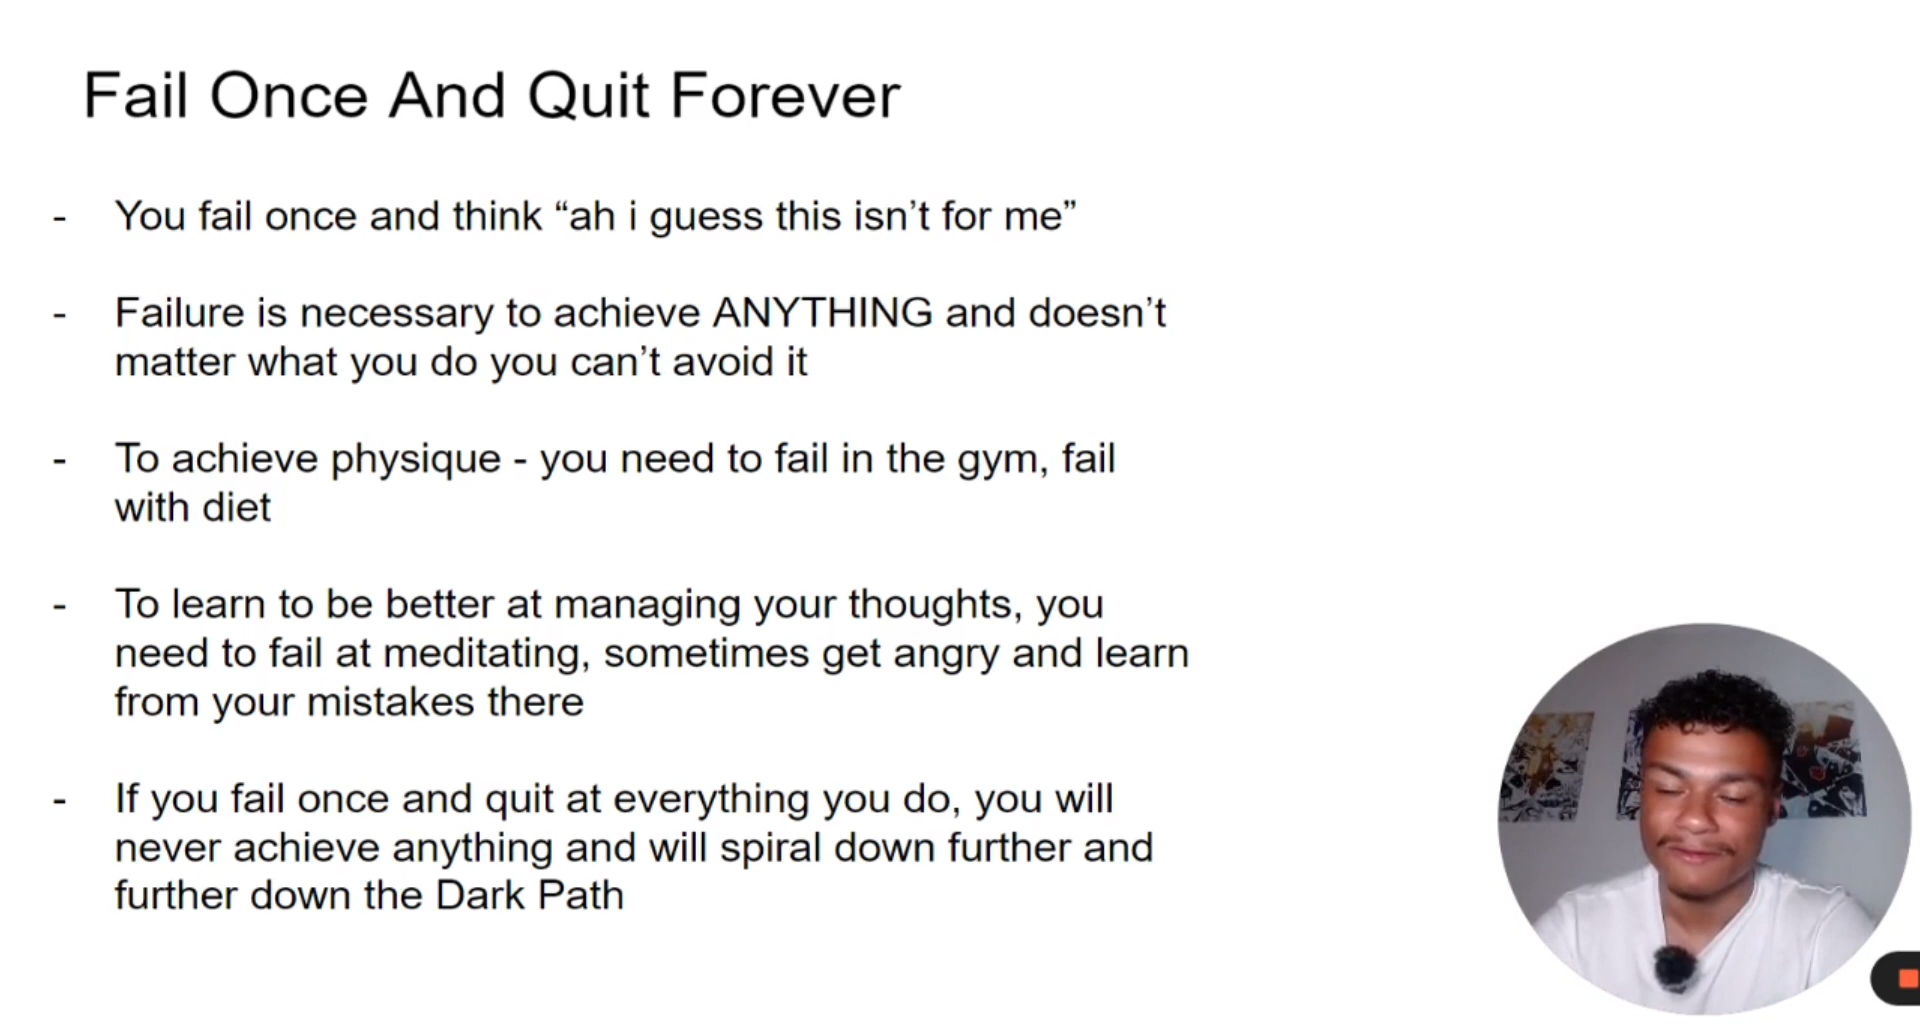 Fail Once And Quit Forever
- You fail once and think “ah i guess this isn’t for me”
- Failure is necessary to achieve ANYTHING and doesn’t
matter what you do you can’t avoid it
- To achieve physique - you need to fail in the gym, fail
with diet
- To learn to be better at managing your thoughts, you
need to fail at meditating, sometimes get angry and learn
from your mistakes there
- If you fail once and quit at everything you do, you will
never achieve anything and will spiral down further and
further down the Dark Path